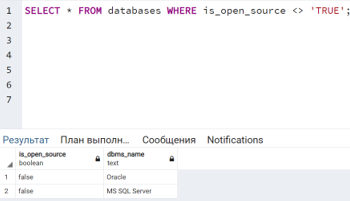 1 SELECT * FROM databases WHERE is_open_source <> 'TRUE';
2
3
4
5
6
7
Результат План выполн... Сообщения Notifications
is_open_source dbms_name
boolean text
1 false Oracle
2 false MS SQL Server